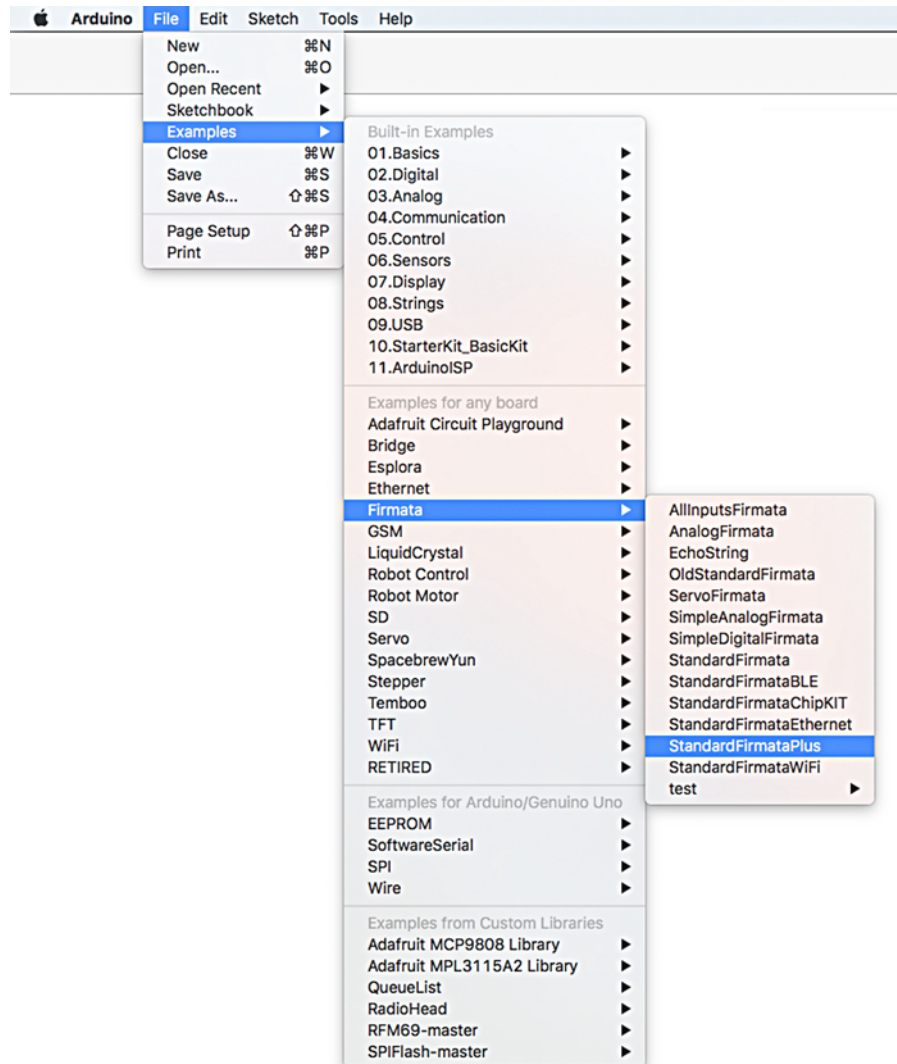 Arduino File Edit Sketch Tools Help
New ⌘N
Open... ⌘O
Open Recent ▶
Sketchbook ▶
Examples ▶
Close ⌘W
Save ⌘S
Save As... ⇧⌘S
Page Setup ⇧⌘P
Print ⌘P
Built-in Examples
01.Basics ▶
02.Digital ▶
03.Analog ▶
04.Communication ▶
05.Control ▶
06.Sensors ▶
07.Display ▶
08.Strings ▶
09.USB ▶
10.StarterKit_BasicKit ▶
11.ArduinoISP ▶
Examples for any board
Adafruit Circuit Playground ▶
Bridge ▶
Esplora ▶
Ethernet ▶
Firmata ▶
GSM ▶
LiquidCrystal ▶
Robot Control ▶
Robot Motor ▶
SD ▶
Servo ▶
SpacebrewYun ▶
Stepper ▶
Temboo ▶
TFT ▶
WiFi ▶
RETIRED ▶
Examples for Arduino/Genuino Uno
EEPROM ▶
SoftwareSerial ▶
SPI ▶
Wire ▶
Examples from Custom Libraries
Adafruit MCP9808 Library ▶
Adafruit MPL3115A2 Library ▶
QueueList ▶
RadioHead ▶
RFM69-master ▶
SPIFlash-master ▶
AllInputsFirmata
AnalogFirmata
EchoString
OldStandardFirmata
ServoFirmata
SimpleAnalogFirmata
SimpleDigitalFirmata
StandardFirmata
StandardFirmataBLE
StandardFirmataChipKIT
StandardFirmataEthernet
StandardFirmataPlus
StandardFirmataWiFi
test ▶